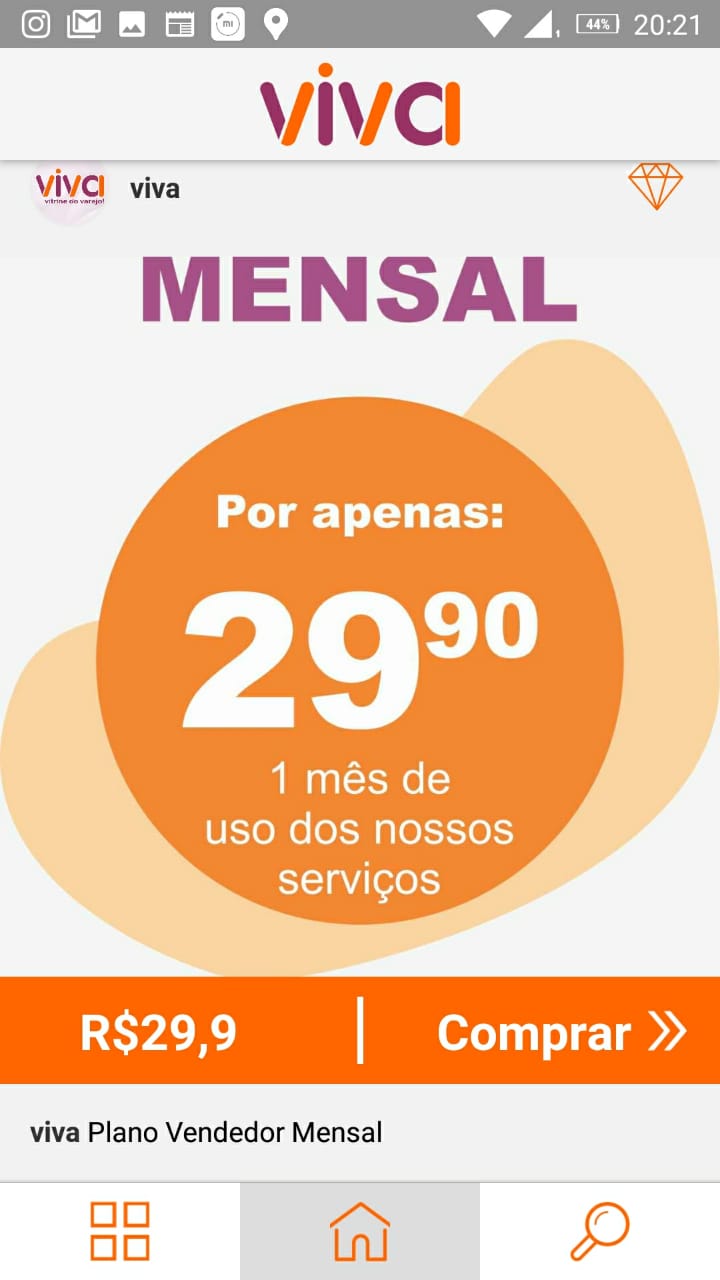 44% 20:21
viva
viva
vitrine do varejo!
viva
MENSAL
Por apenas:
2990
1 mês de
uso dos nossos
serviços
R$29,9 | Comprar
viva Plano Vendedor Mensal